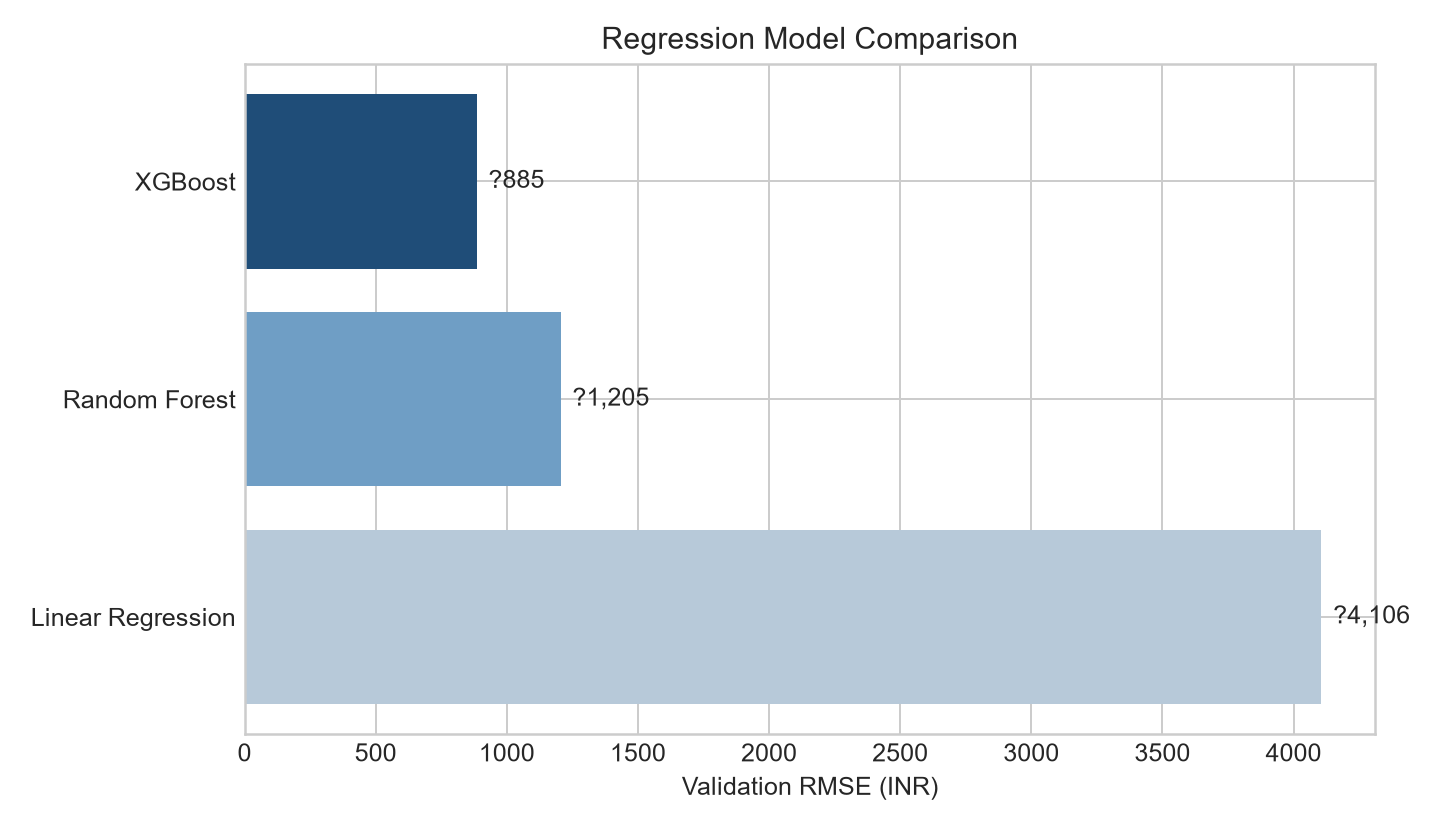 Regression Model Comparison
XGBoost
?885
Random Forest
?1,205
Linear Regression
?4,106
0 500 1000 1500 2000 2500 3000 3500 4000
Validation RMSE (INR)